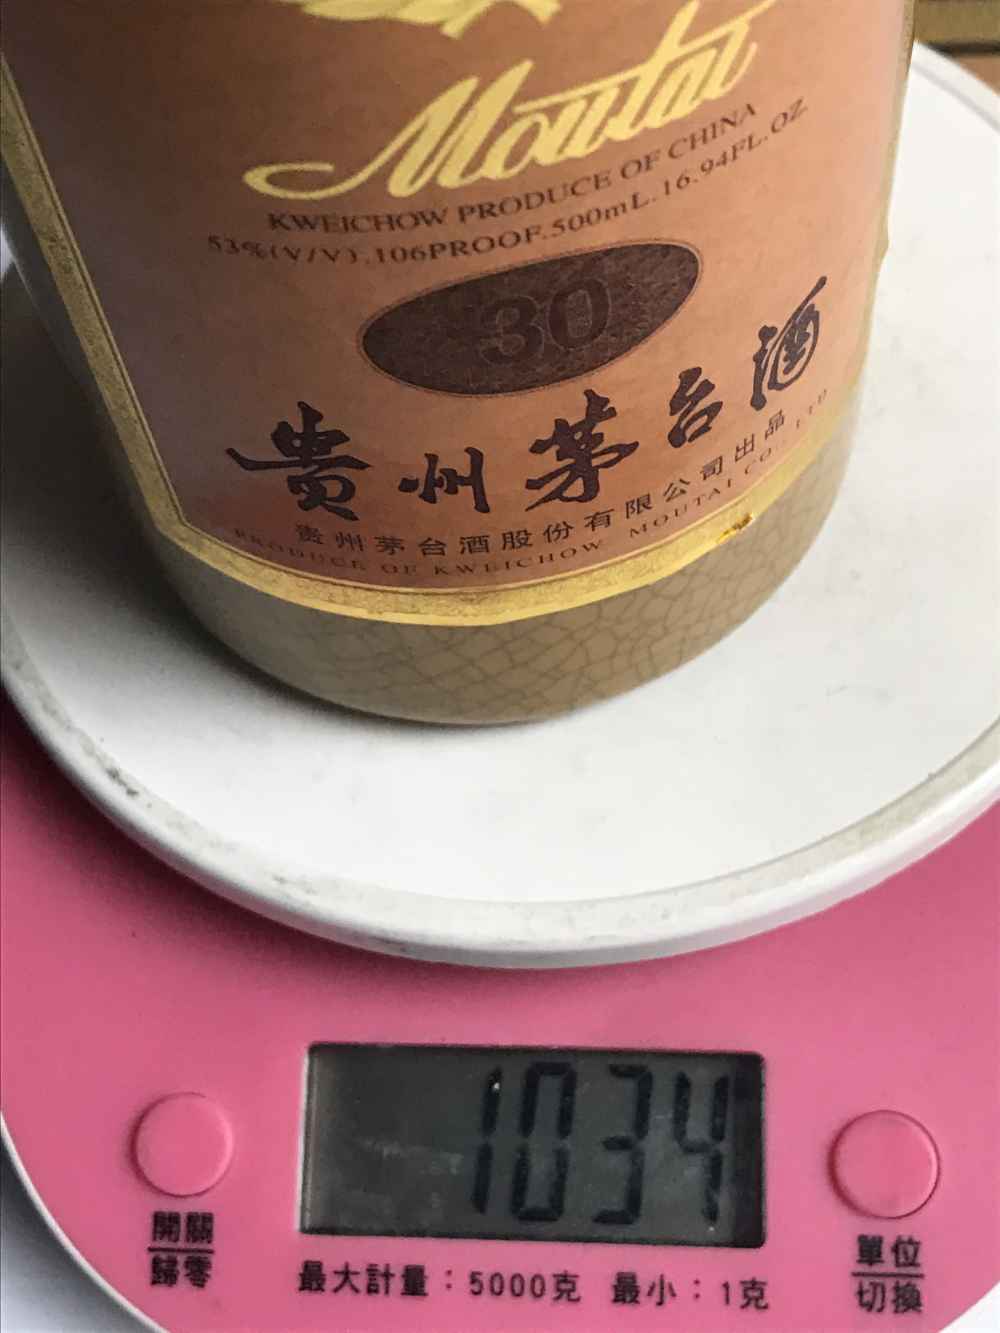 Moutai
KWEICHOW PRODUCE OF CHINA
53%(V/V).106PROOF.500mL.16.94FL.OZ
30
贵州茅台酒
贵州茅台酒股份有限公司出品
PRODUCE OF KWEICHOW MOUTAI CO., LTD
1034
開關
歸零
最大計量：5000克 最小：1克
單位
切換